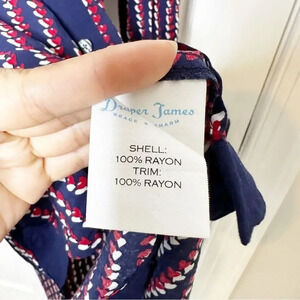 Draper James
GRACE + CHARM
SHELL:
100% RAYON
TRIM:
100% RAYON